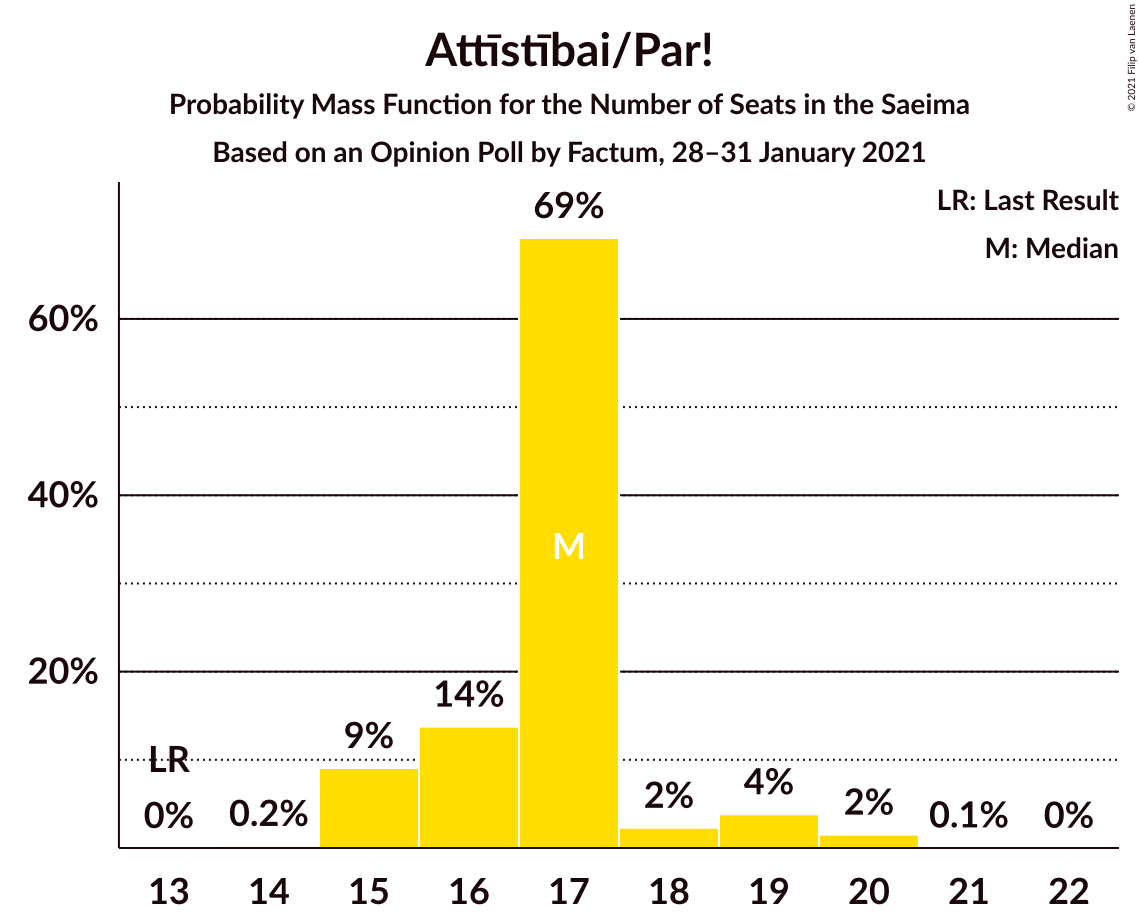 Attīstībai/Par!
Probability Mass Function for the Number of Seats in the Saeima
Based on an Opinion Poll by Factum, 28–31 January 2021
© 2021 Filip van Laenen
LR: Last Result
M: Median
69%
60%
40%
M
20%
14%
9%
LR
4%
2%
2%
0%
0.2%
0.1%
0%
13 14 15 16 17 18 19 20 21 22